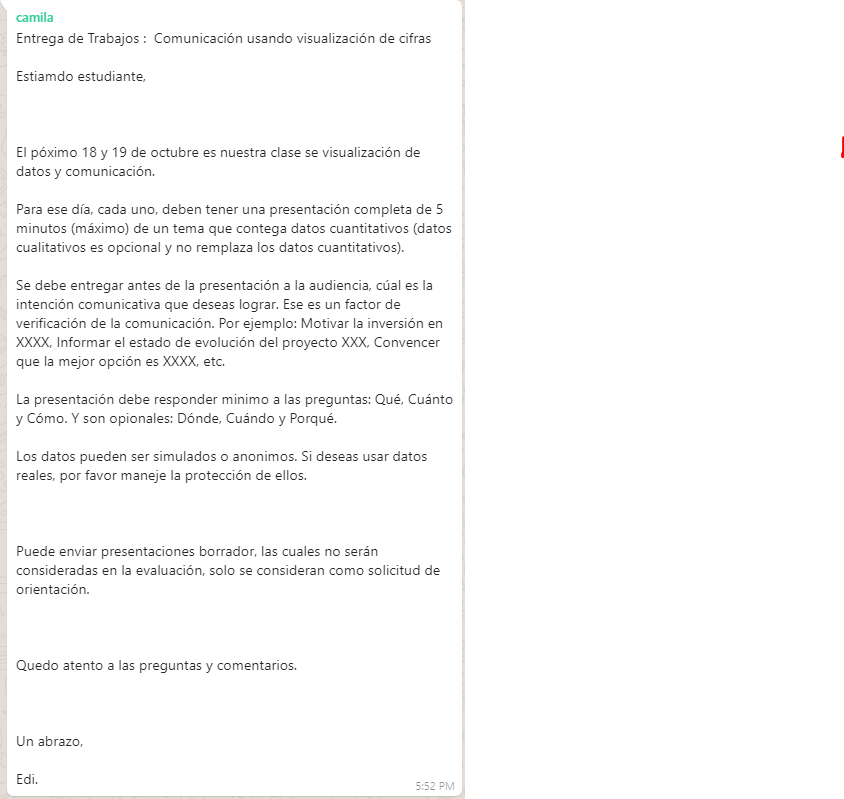 camila
Entrega de Trabajos :  Comunicación usando visualización de cifras
Estiamdo estudiante,
El póximo 18 y 19 de octubre es nuestra clase se visualización de
datos y comunicación.
Para ese día, cada uno, deben tener una presentación completa de 5
minutos (máximo) de un tema que contega datos cuantitativos (datos
cualitativos es opcional y no remplaza los datos cuantitativos).
Se debe entregar antes de la presentación a la audiencia, cúal es la
intención comunicativa que deseas lograr. Ese es un factor de
verificación de la comunicación. Por ejemplo: Motivar la inversión en
XXXX, Informar el estado de evolución del proyecto XXX, Convencer
que la mejor opción es XXXX, etc.
La presentación debe responder minimo a las preguntas: Qué, Cuánto
y Cómo. Y son opionales: Dónde, Cuándo y Porqué.
Los datos pueden ser simulados o anonimos. Si deseas usar datos
reales, por favor maneje la protección de ellos.
Puede enviar presentaciones borrador, las cuales no serán
consideradas en la evaluación, solo se consideran como solicitud de
orientación.
Quedo atento a las preguntas y comentarios.
Un abrazo,
Edi.
5:52 PM